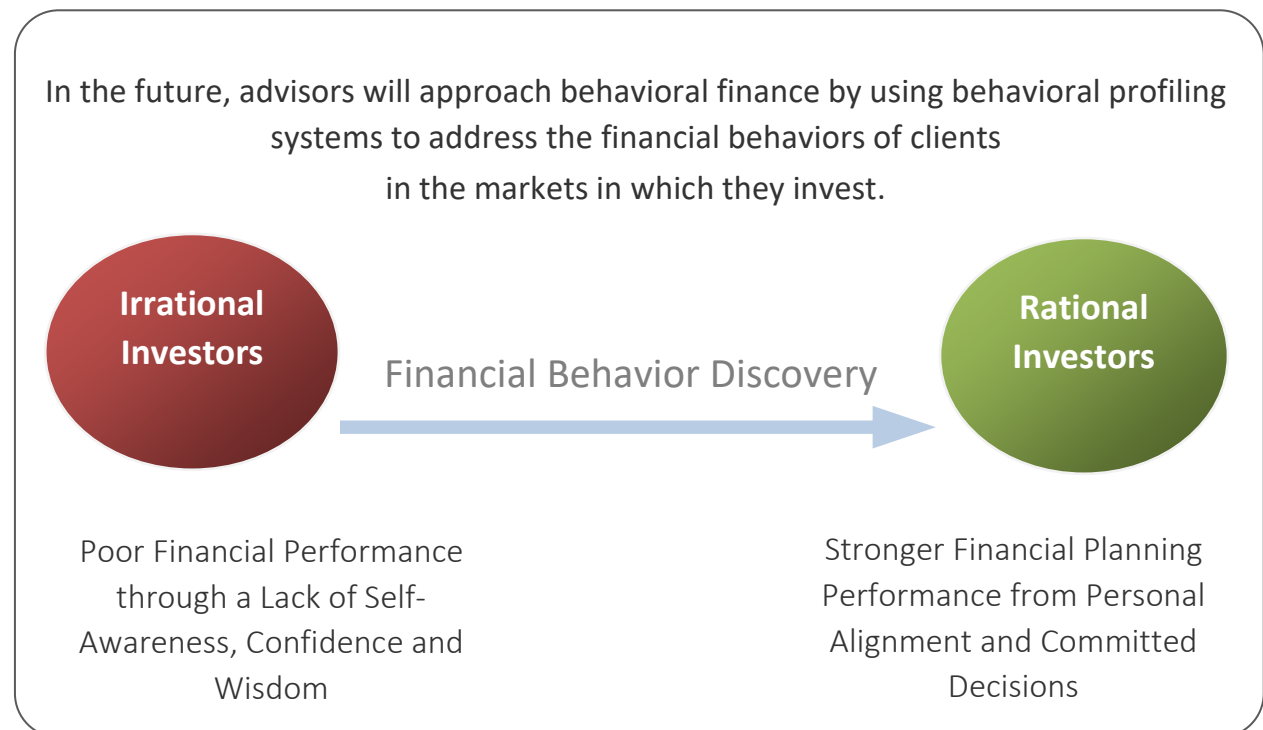 In the future, advisors will approach behavioral finance by using behavioral profiling
systems to address the financial behaviors of clients
in the markets in which they invest.
Irrational
Investors
Financial Behavior Discovery
Rational
Investors
Poor Financial Performance
through a Lack of Self-
Awareness, Confidence and
Wisdom
Stronger Financial Planning
Performance from Personal
Alignment and Committed
Decisions